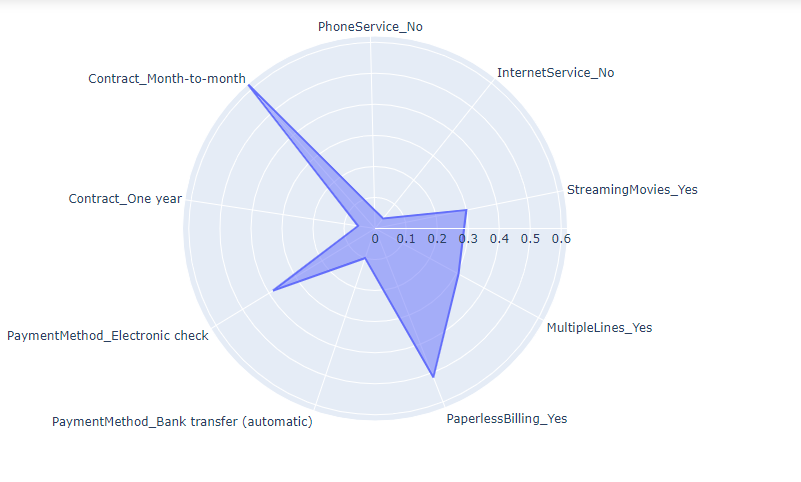 PhoneService_No
InternetService_No
Contract_Month-to-month
StreamingMovies_Yes
Contract_One year
0 0.1 0.2 0.3 0.4 0.5 0.6
MultipleLines_Yes
PaymentMethod_Electronic check
PaperlessBilling_Yes
PaymentMethod_Bank transfer (automatic)